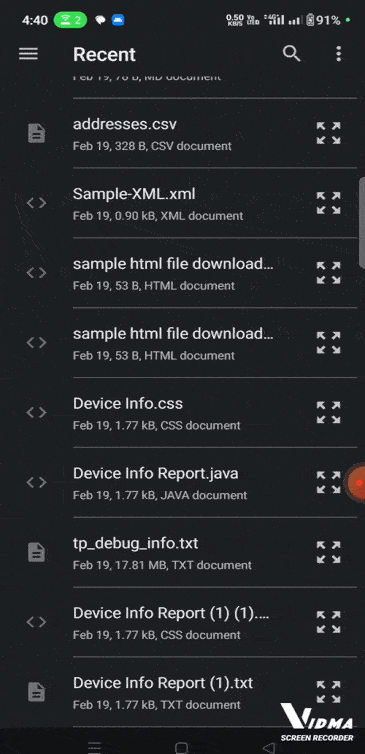 4:40 2 0.50 KB/S 4G 91%
Recent
Feb 19, 78 B, MD document
addresses.csv
Feb 19, 328 B, CSV document
Sample-XML.xml
Feb 19, 0.90 kB, XML document
sample html file download...
Feb 19, 53 B, HTML document
sample html file download...
Feb 19, 53 B, HTML document
Device Info.css
Feb 19, 1.77 kB, CSS document
Device Info Report.java
Feb 19, 1.77 kB, JAVA document
tp_debug_info.txt
Feb 19, 17.81 MB, TXT document
Device Info Report (1) (1)....
Feb 19, 1.77 kB, CSS document
Device Info Report (1).txt
Feb 19, 1.77 kB, TXT document
VIDMA
SCREEN RECORDER